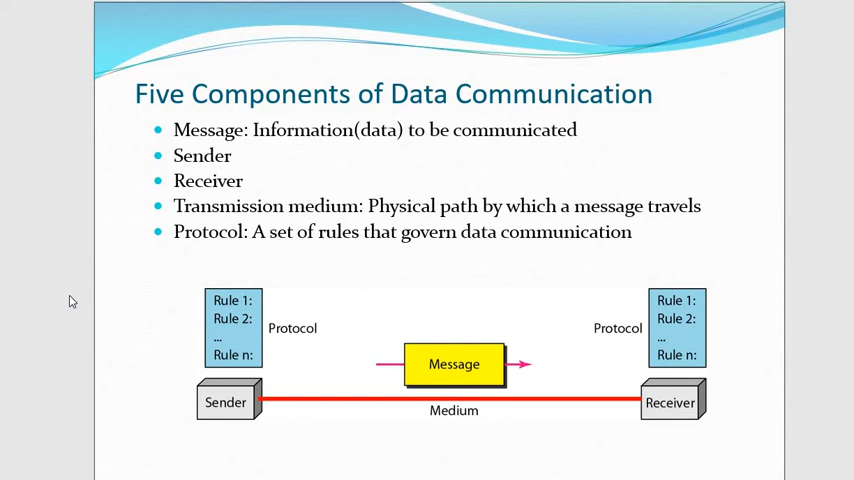 Five Components of Data Communication
Message: Information(data) to be communicated
Sender
Receiver
Transmission medium: Physical path by which a message travels
Protocol: A set of rules that govern data communication
Rule 1:
Rule 2:
...
Rule n:
Protocol
Protocol
Rule 1:
Rule 2:
...
Rule n:
Message
Sender
Medium
Receiver